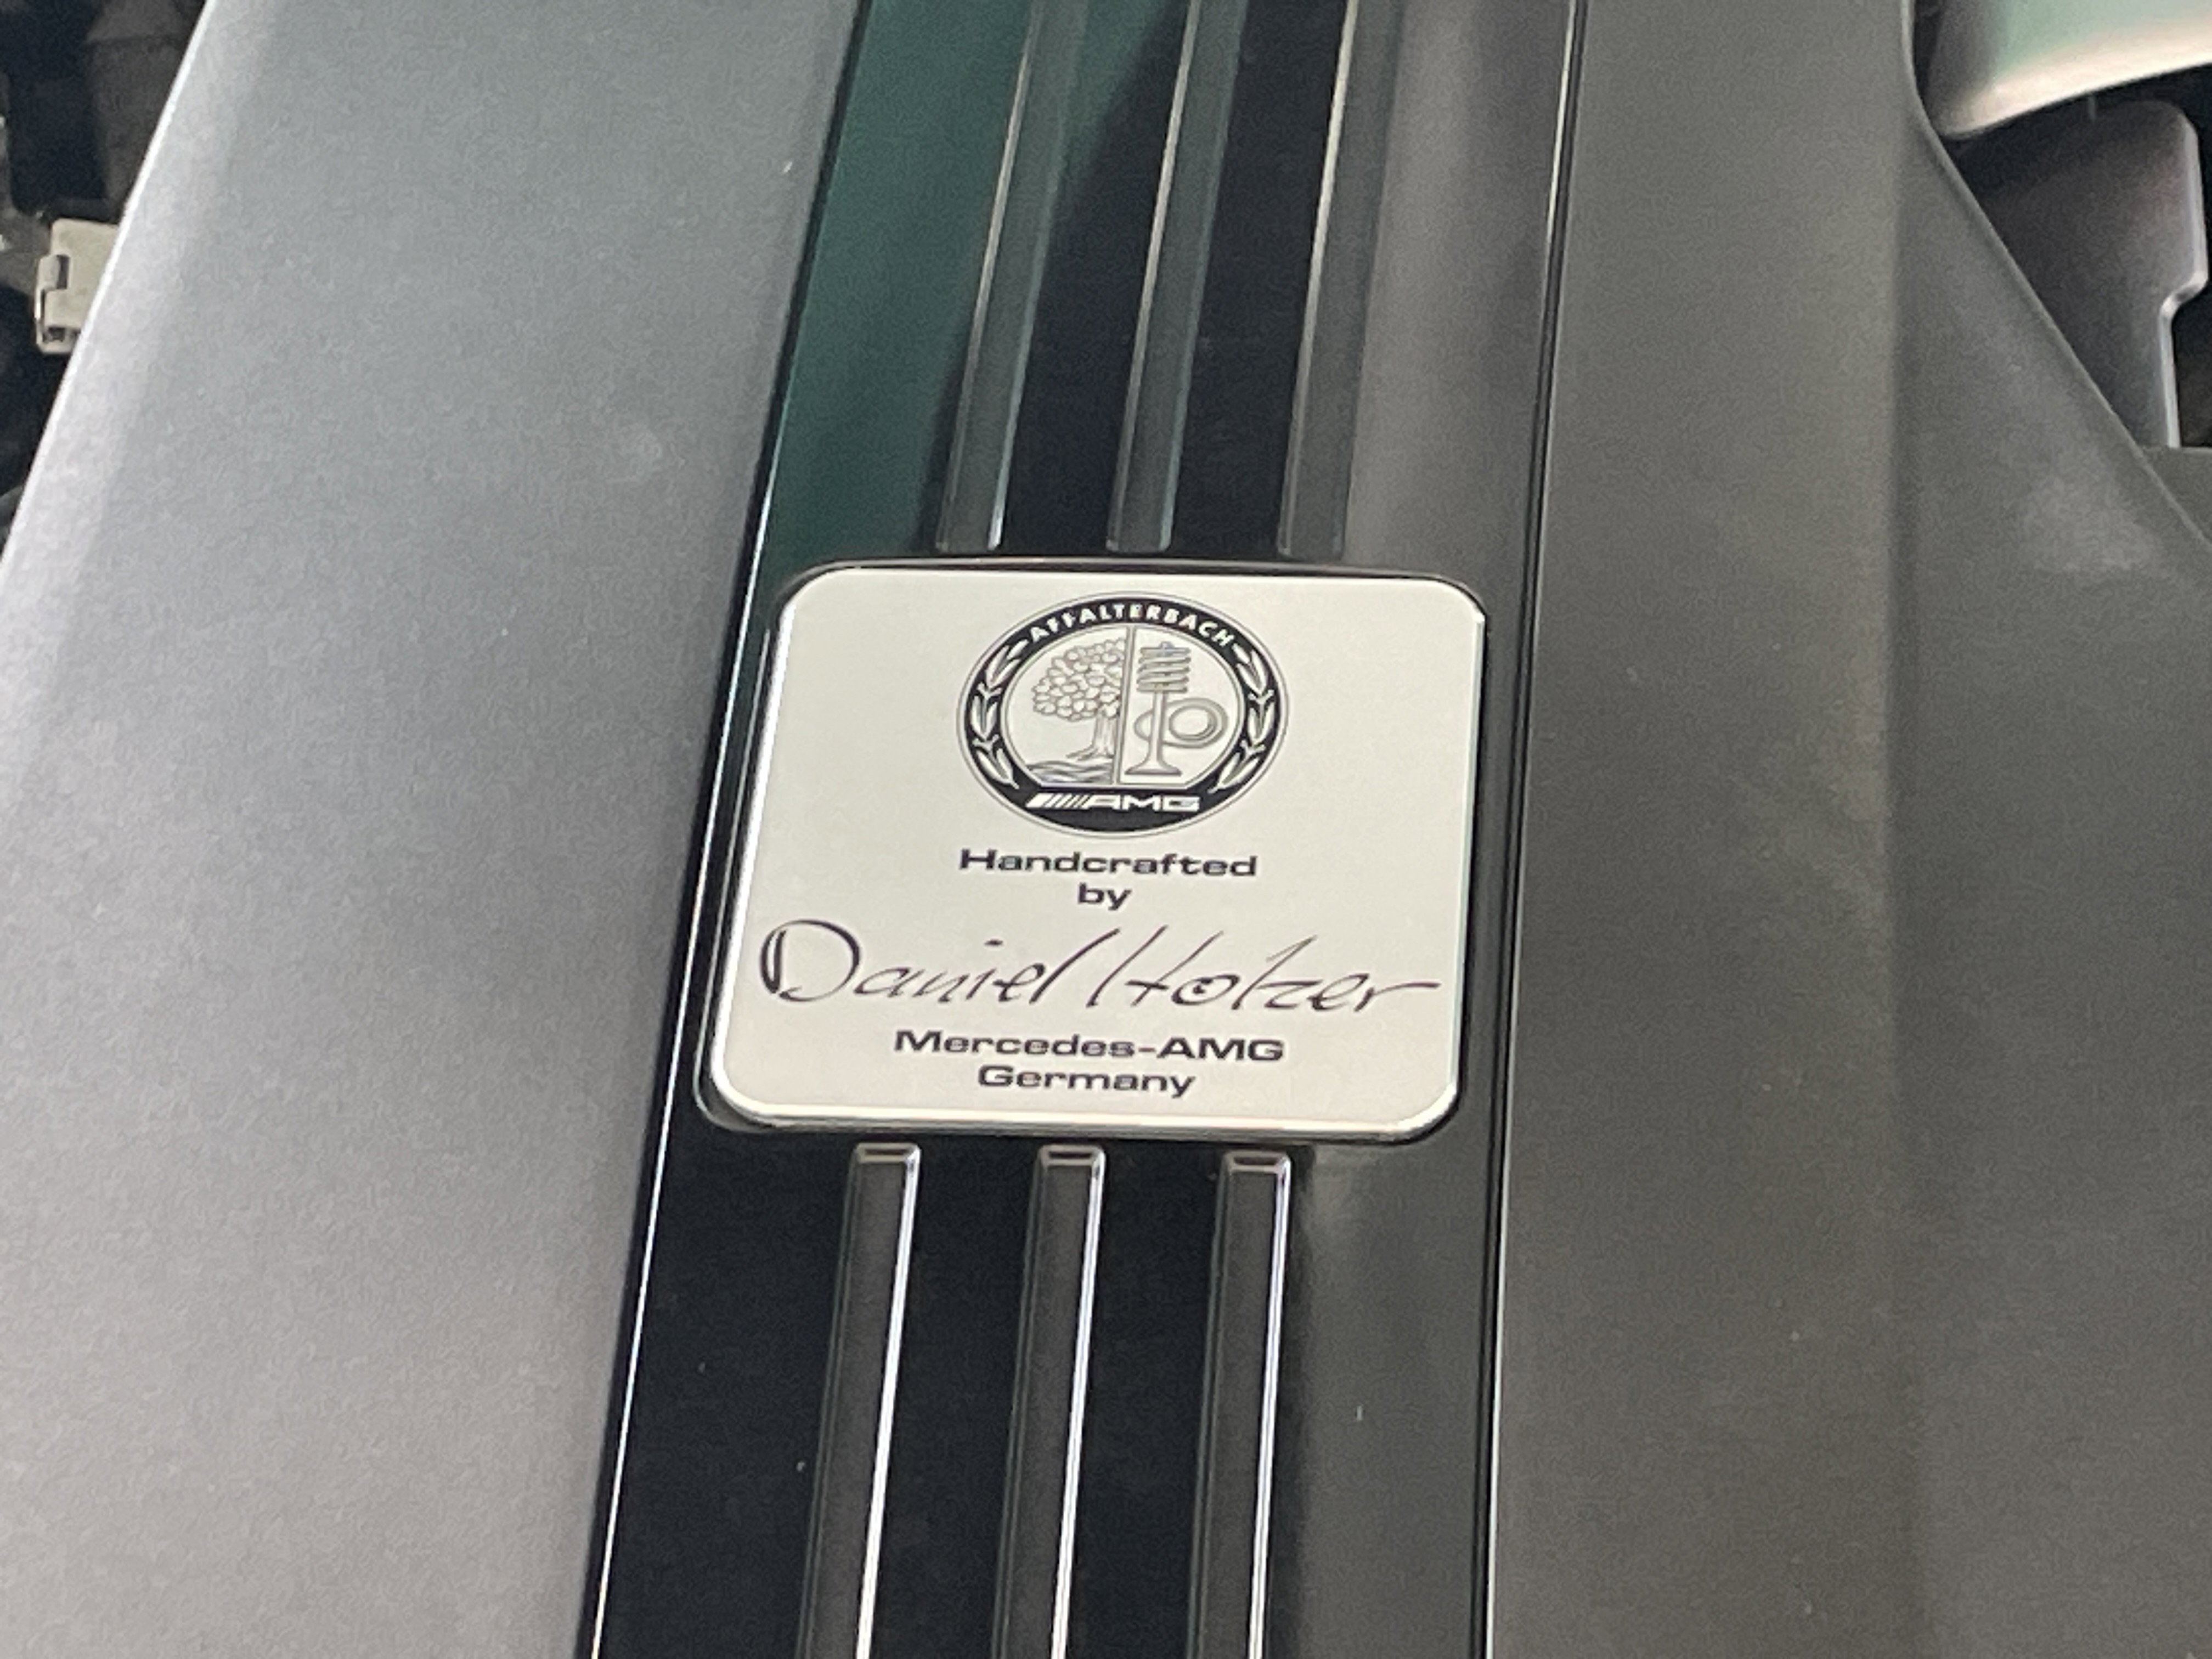 AFFALTERBACH
AMG
Handcrafted
by
Daniel Holzer
Mercedes-AMG
Germany